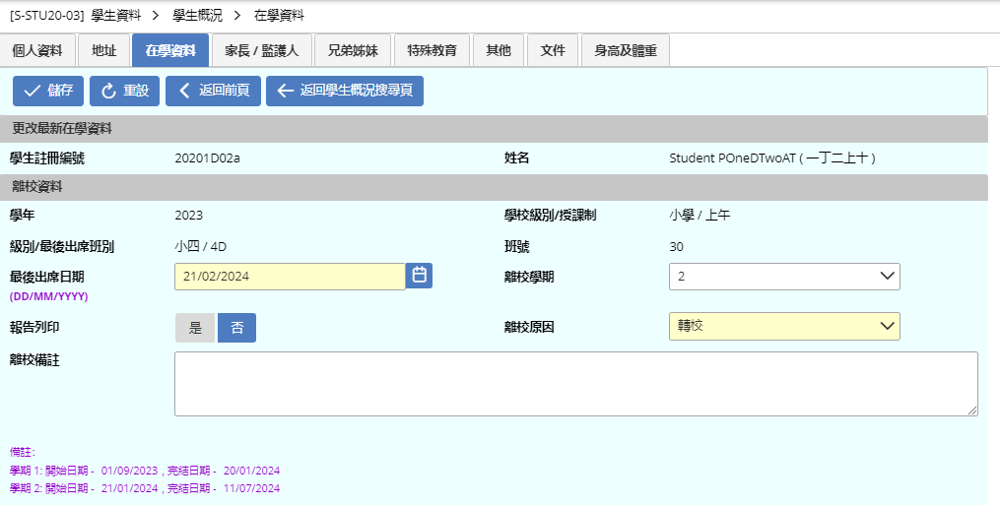 [S-STU20-03] 學生資料 > 學生概況 > 在學資料
個人資料 地址 在學資料 家長 / 監護人 兄弟姊妹 特殊教育 其他 文件 身高及體重
儲存 重設 返回前頁 返回學生概況搜尋頁
更改最新在學資料
學生註冊編號 20201D02a 姓名 Student POneDTwoAT ( 一丁二上十 )
離校資料
學年 2023 學校級別/授課制 小學 / 上午
級別/最後出席班別 小四 / 4D 班號 30
最後出席日期 21/02/2024 離校學期 2
(DD/MM/YYYY)
報告列印 是 否 離校原因 轉校
離校備註
備註:
學期 1: 開始日期 - 01/09/2023 , 完結日期 - 20/01/2024
學期 2: 開始日期 - 21/01/2024 , 完結日期 - 11/07/2024